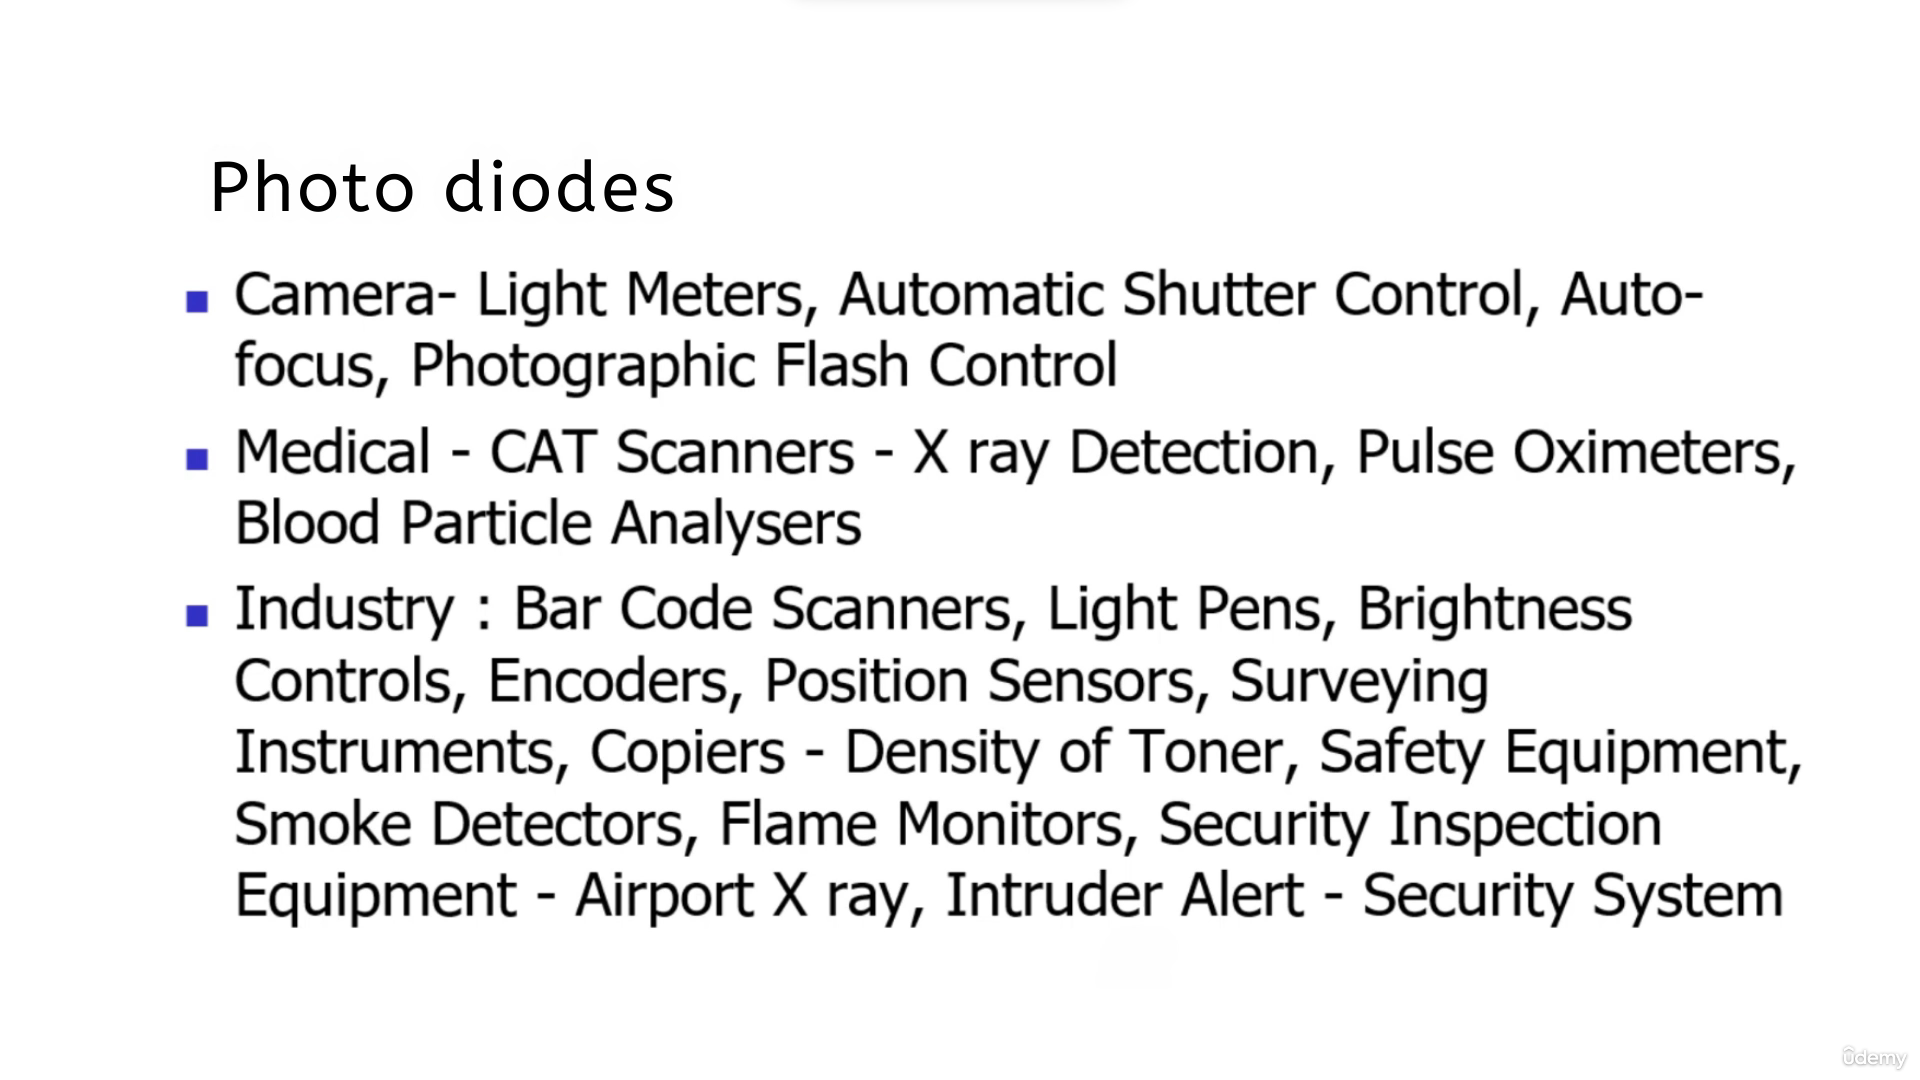 Photo diodes
Camera- Light Meters, Automatic Shutter Control, Auto-
focus, Photographic Flash Control
Medical - CAT Scanners - X ray Detection, Pulse Oximeters,
Blood Particle Analysers
Industry : Bar Code Scanners, Light Pens, Brightness
Controls, Encoders, Position Sensors, Surveying
Instruments, Copiers - Density of Toner, Safety Equipment,
Smoke Detectors, Flame Monitors, Security Inspection
Equipment - Airport X ray, Intruder Alert - Security System
ûdemy